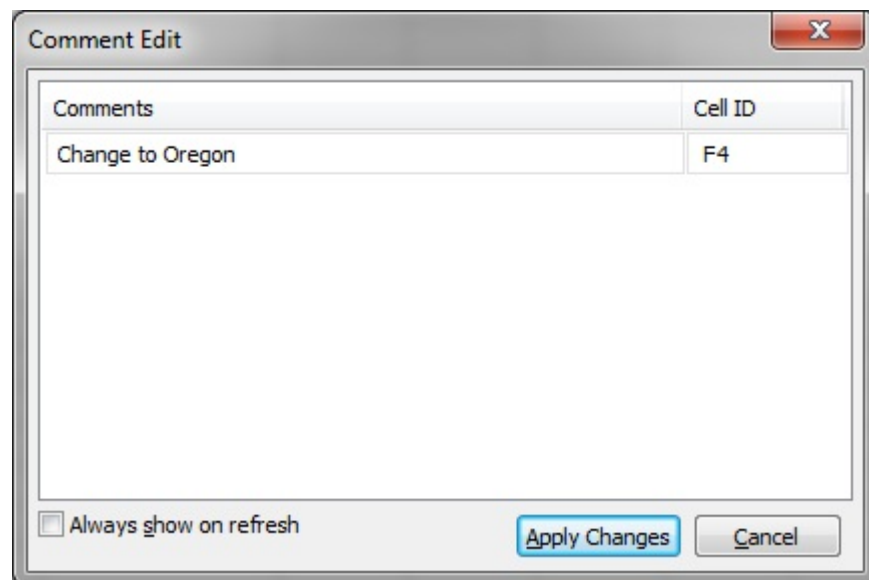 Comment Edit
Comments Cell ID
Change to Oregon F4
Always show on refresh Apply Changes Cancel